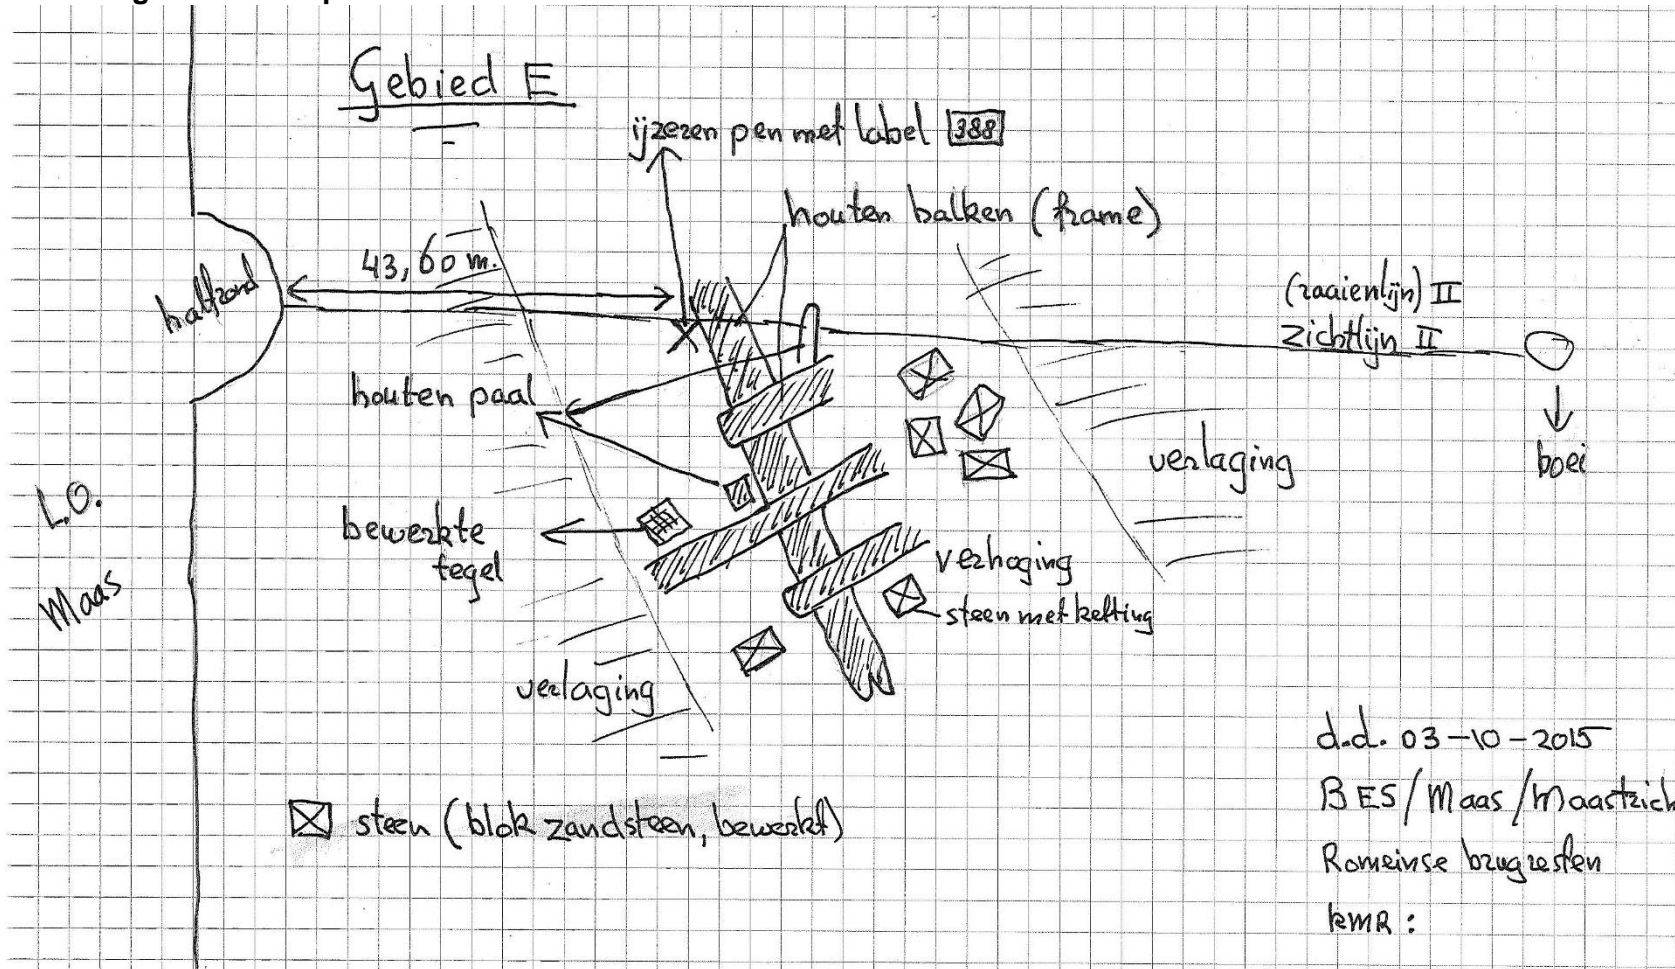 Gebied E
ijzeren pen met label 388
houten balken (frame)
43,60 m.
halfrond
(raaienlijn) II
zichtlijn II
houten paal
boei
verlaging
L.O.
Maas
bewerkte
tegel
verhoging
steen met ketting
verlaging
steen (blok zandsteen, bewerkt)
d.d. 03-10-2015
BES/Maas/Maastrich
Romeinse brugresten
kmR :